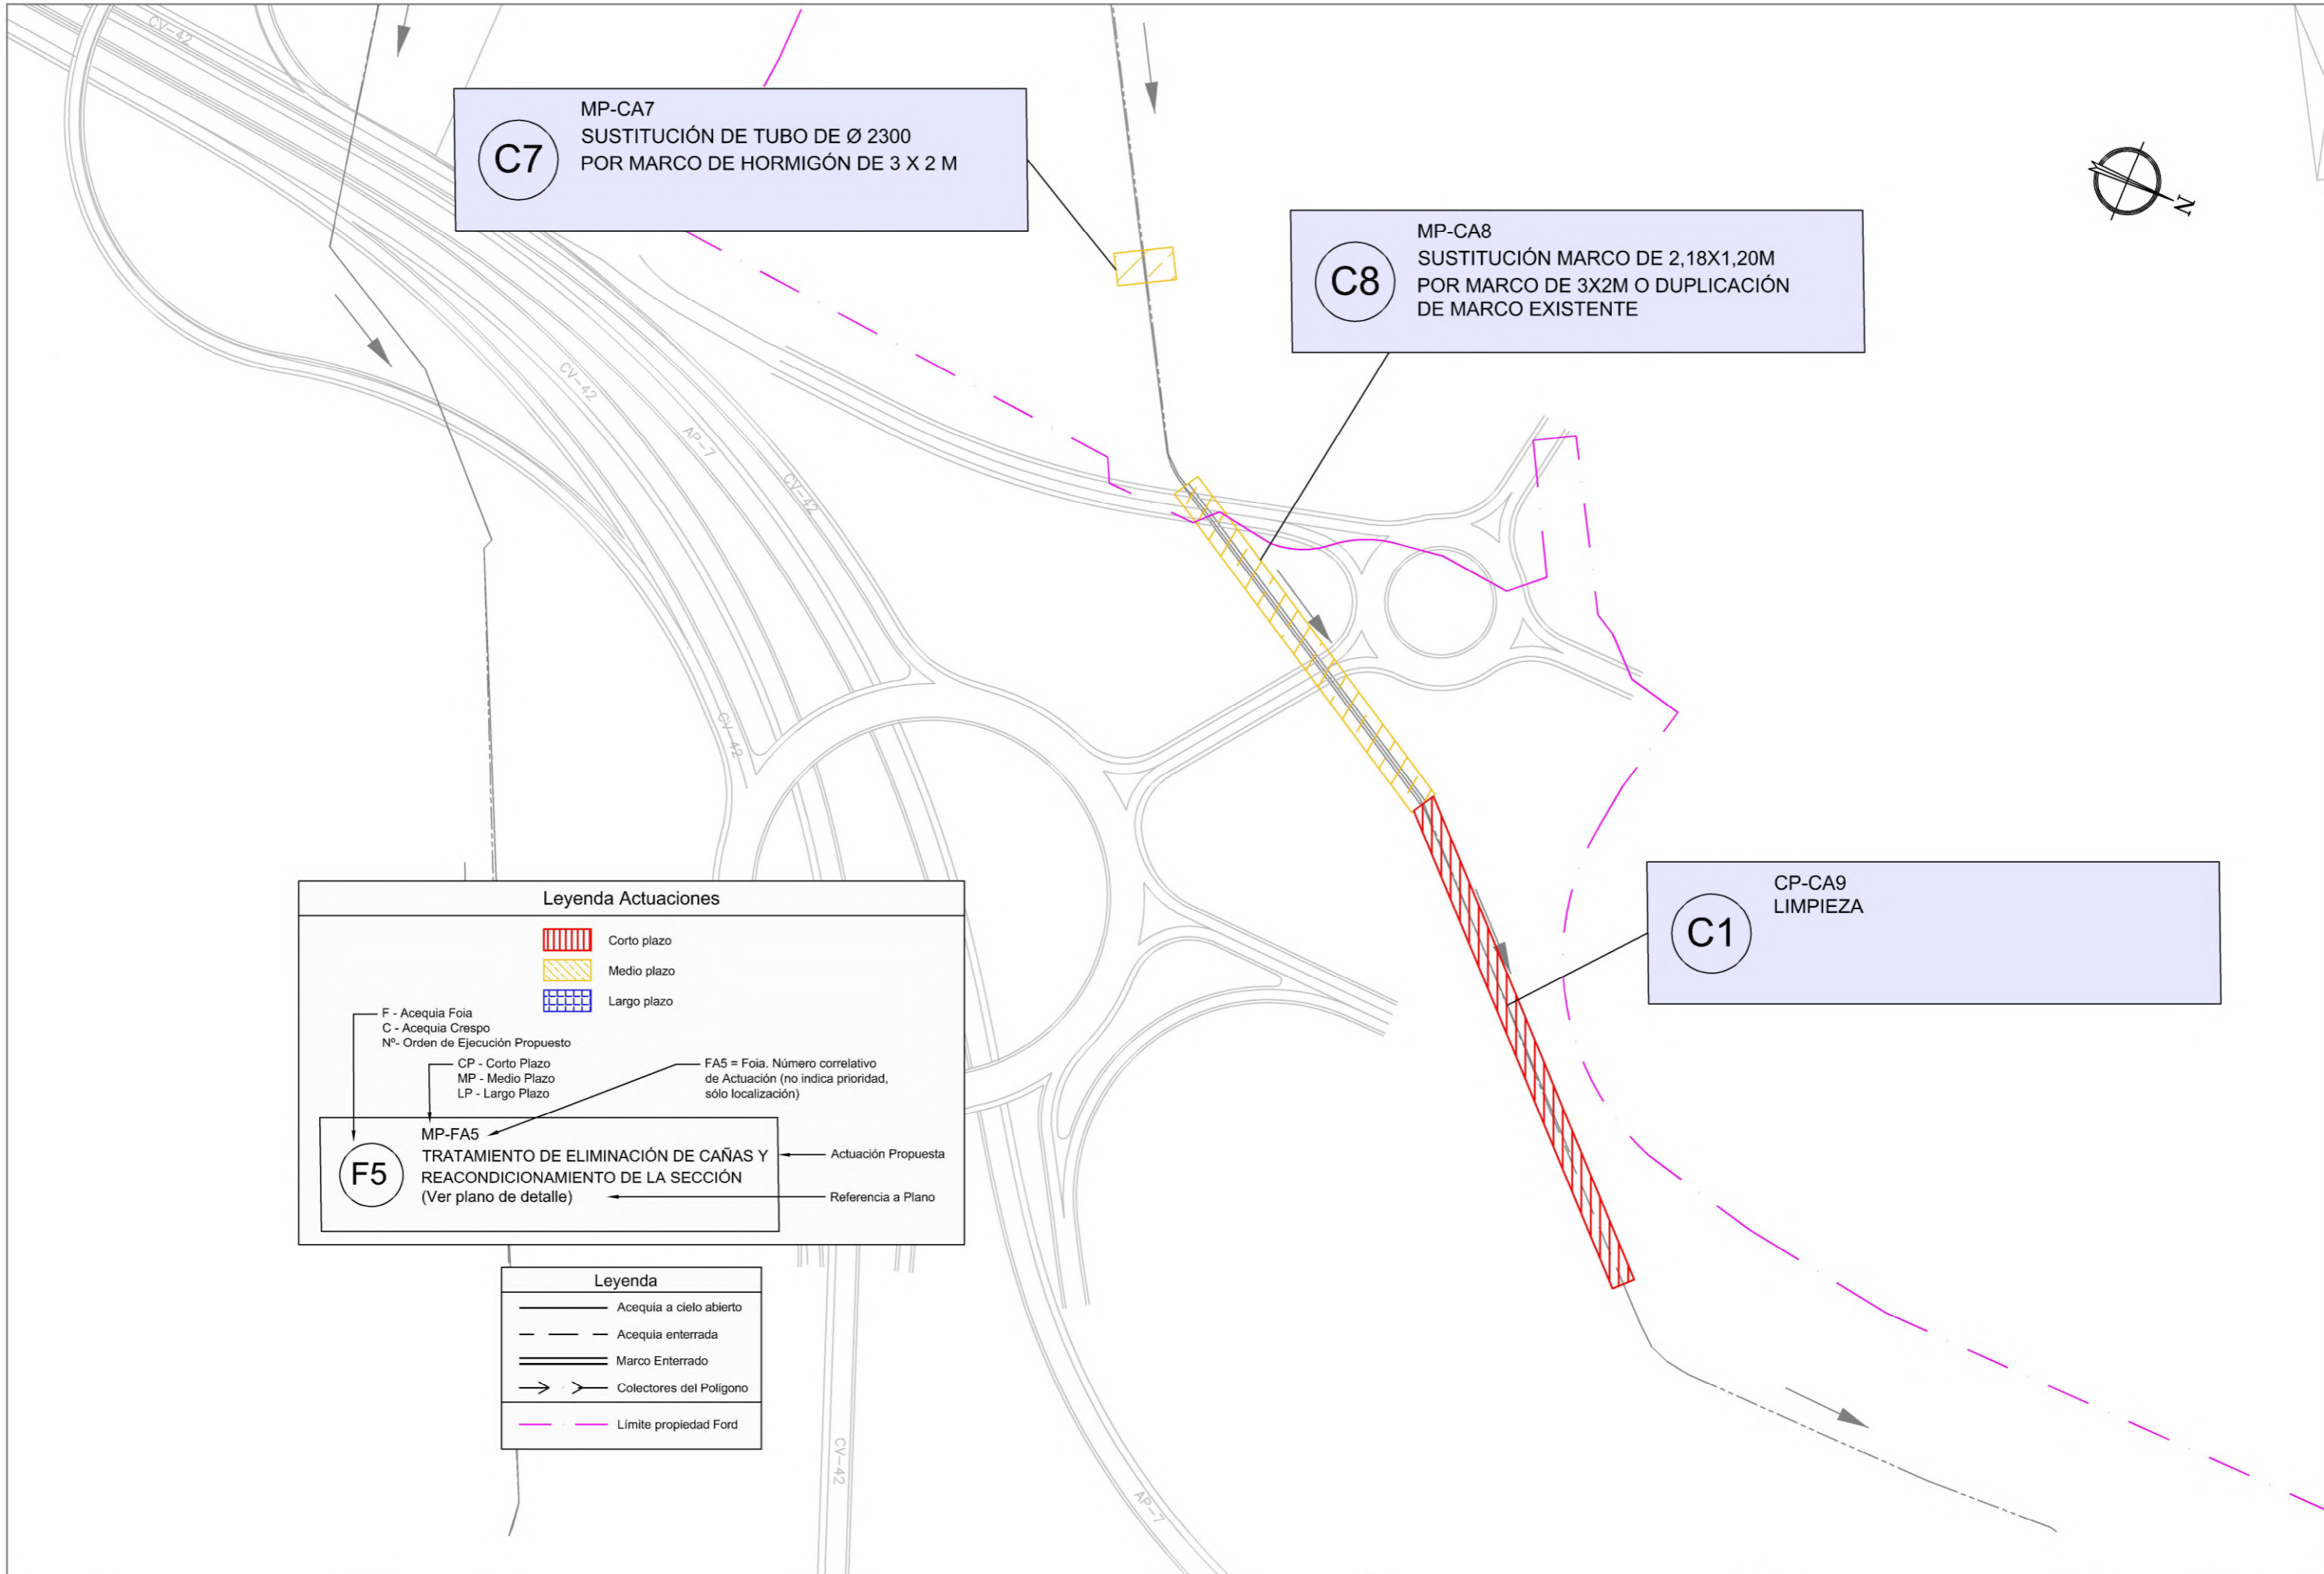 CV-42
MP-CA7
C7
SUSTITUCIÓN DE TUBO DE Ø 2300
POR MARCO DE HORMIGÓN DE 3 X 2 M
N
MP-CA8
C8
SUSTITUCIÓN MARCO DE 2,18X1,20M
POR MARCO DE 3X2M O DUPLICACIÓN
DE MARCO EXISTENTE
CV-42
AP-7
CV-42
CV-42
CP-CA9
LIMPIEZA
C1
Leyenda Actuaciones
Corto plazo
Medio plazo
Largo plazo
F - Acequia Foia
C - Acequia Crespo
Nº- Orden de Ejecución Propuesto
CP - Corto Plazo
MP - Medio Plazo
LP - Largo Plazo
FA5 = Foia. Número correlativo
de Actuación (no indica prioridad,
sólo localización)
MP-FA5
F5
TRATAMIENTO DE ELIMINACIÓN DE CAÑAS Y
REACONDICIONAMIENTO DE LA SECCIÓN
(Ver plano de detalle)
Actuación Propuesta
Referencia a Plano
Leyenda
Acequia a cielo abierto
Acequia enterrada
Marco Enterrado
Colectores del Polígono
Límite propiedad Ford
CV-42
AP-7